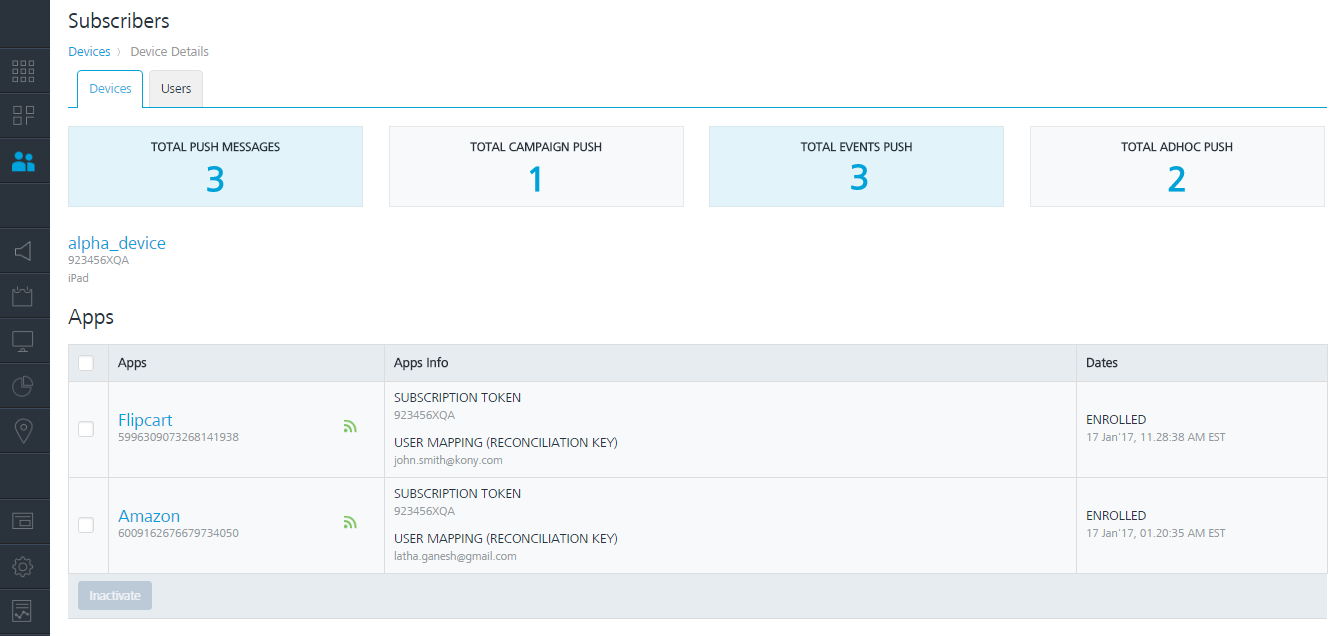 Subscribers
Devices 〉 Device Details
Devices Users
TOTAL PUSH MESSAGES
3
TOTAL CAMPAIGN PUSH
1
TOTAL EVENTS PUSH
3
TOTAL ADHOC PUSH
2
alpha_device
923456XQA
iPad
Apps
Apps Apps Info Dates
Flipcart
5996309073268141938
SUBSCRIPTION TOKEN
923456XQA
USER MAPPING (RECONCILIATION KEY)
john.smith@kony.com
ENROLLED
17 Jan'17, 11.28:38 AM EST
Amazon
6009162676679734050
SUBSCRIPTION TOKEN
923456XQA
USER MAPPING (RECONCILIATION KEY)
latha.ganesh@gmail.com
ENROLLED
17 Jan'17, 01.20:35 AM EST
Inactivate